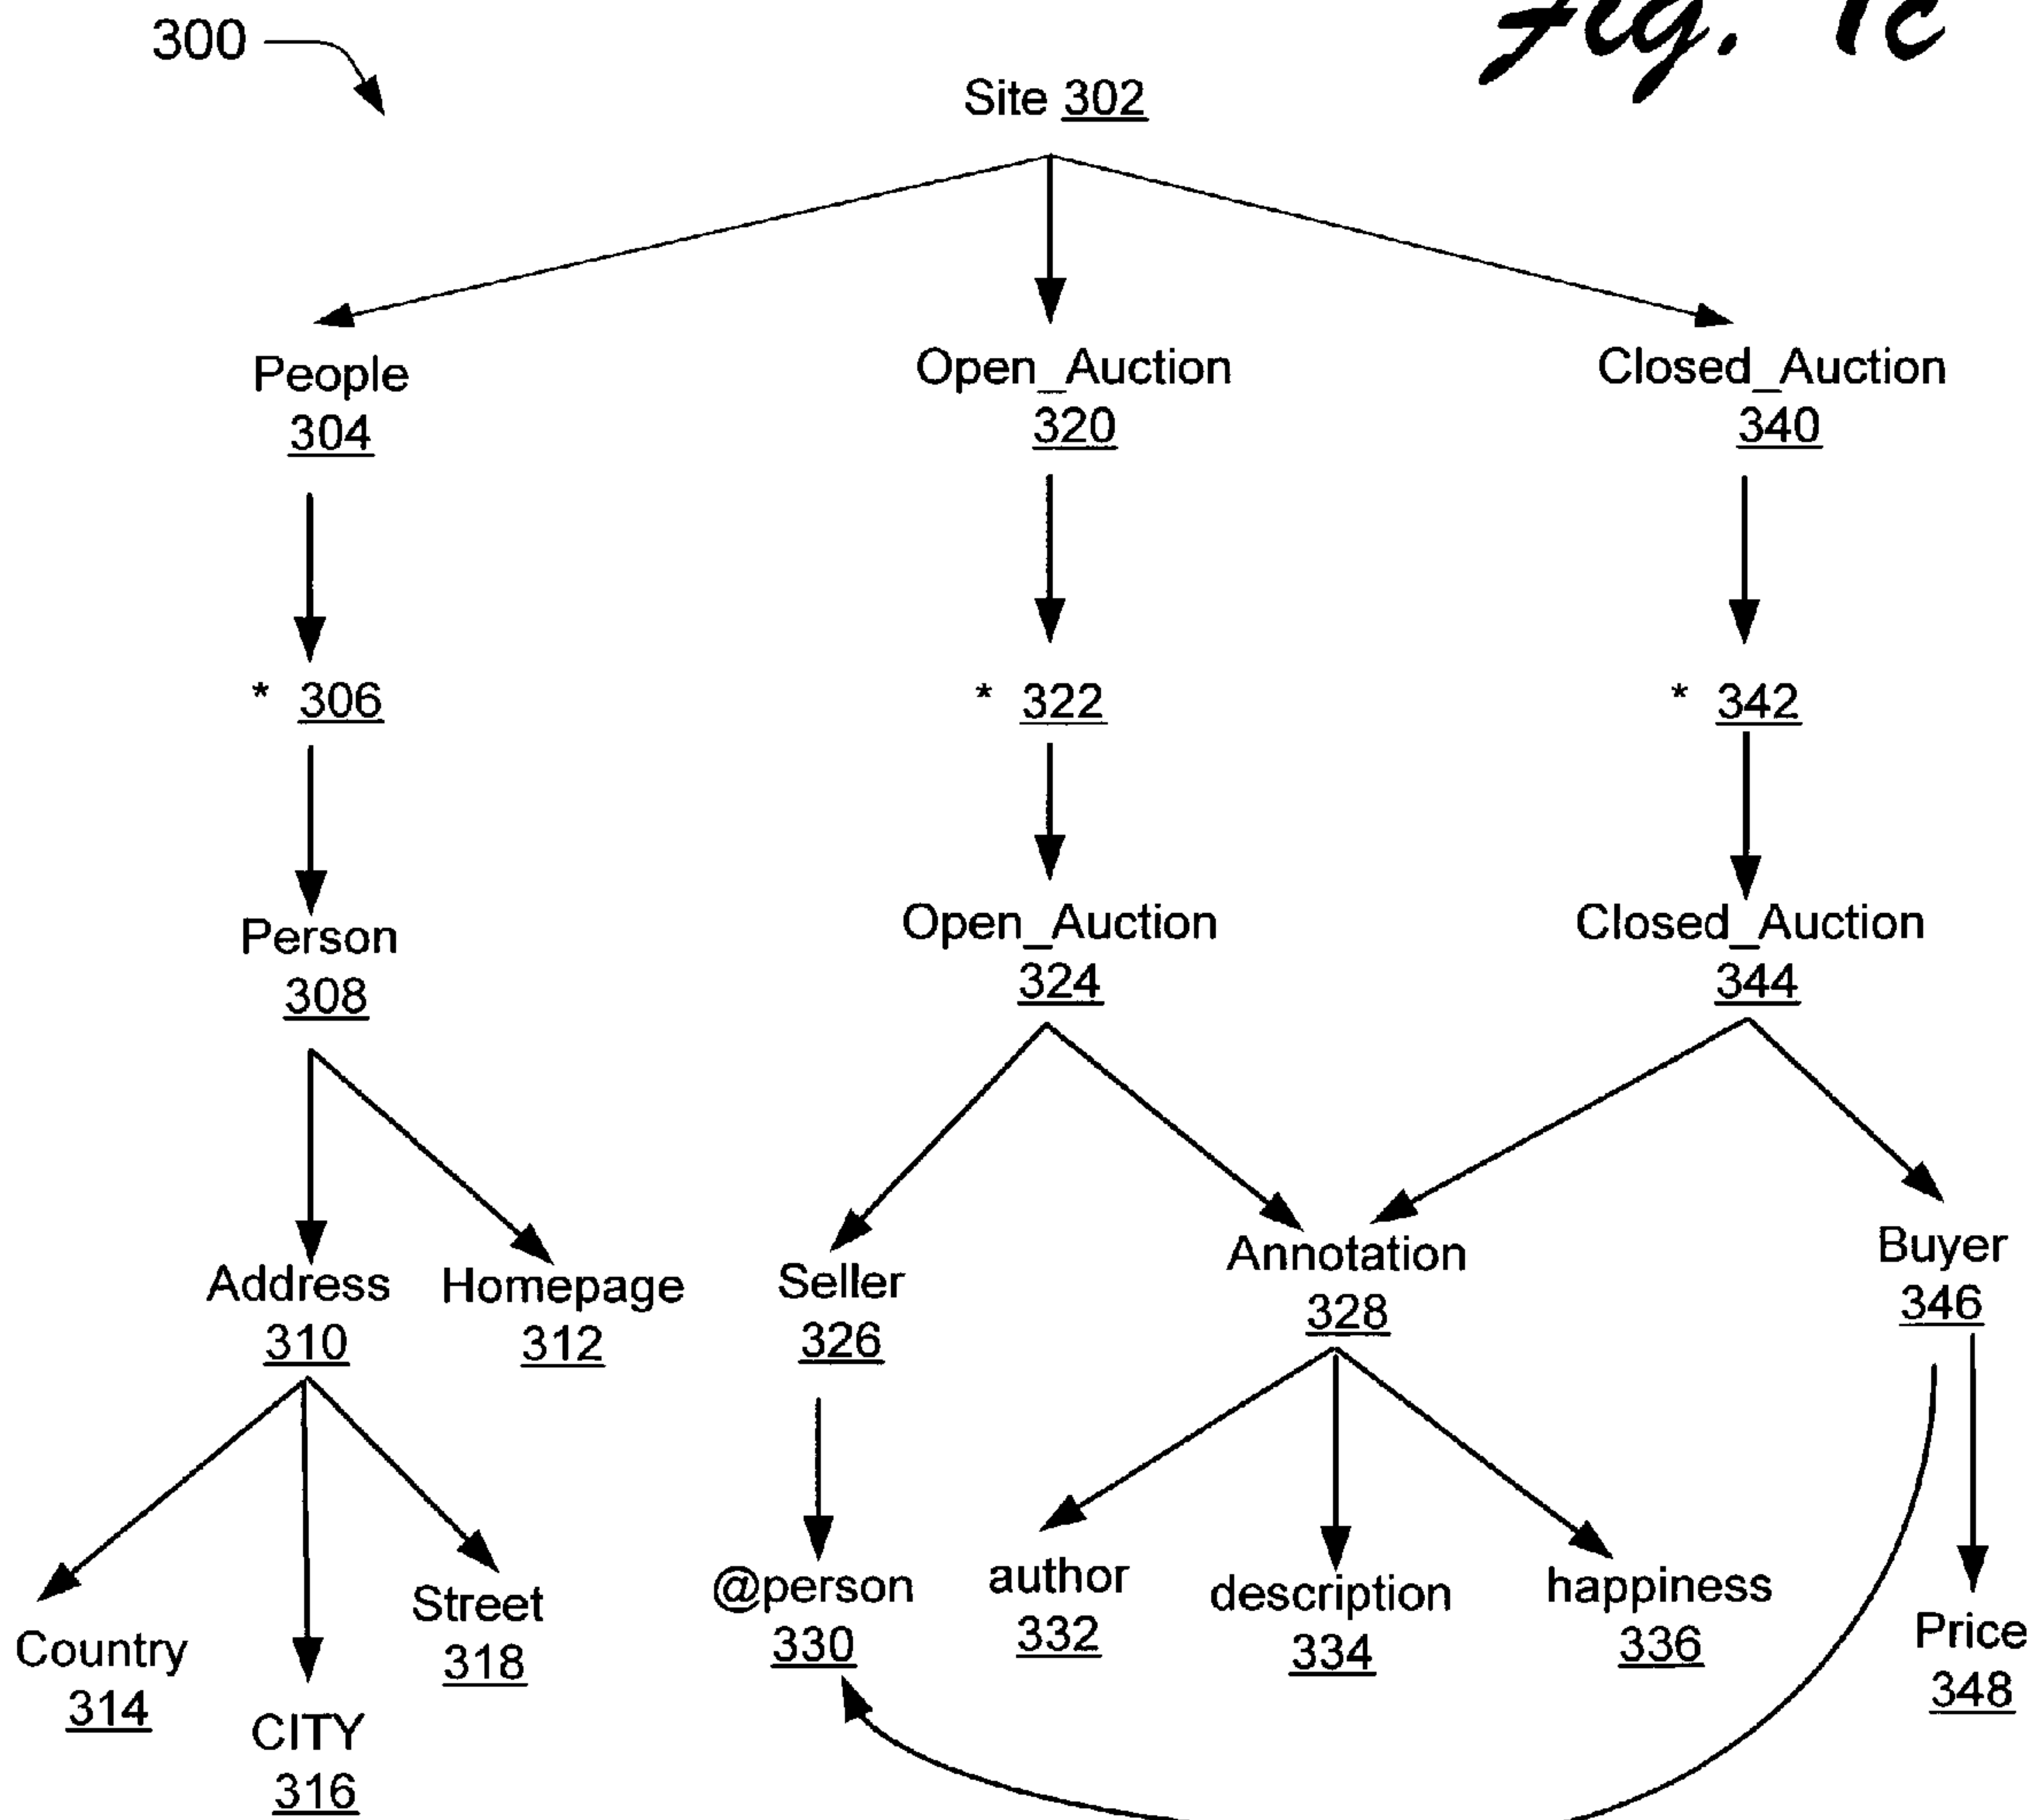 Fig. 1c
300
Site 302
People
304
Open_Auction
320
Closed_Auction
340
* 306
* 322
* 342
Person
308
Open_Auction
324
Closed_Auction
344
Address
310
Homepage
312
Seller
326
Annotation
328
Buyer
346
Country
314
CITY
316
Street
318
@person
330
author
332
description
334
happiness
336
Price
348